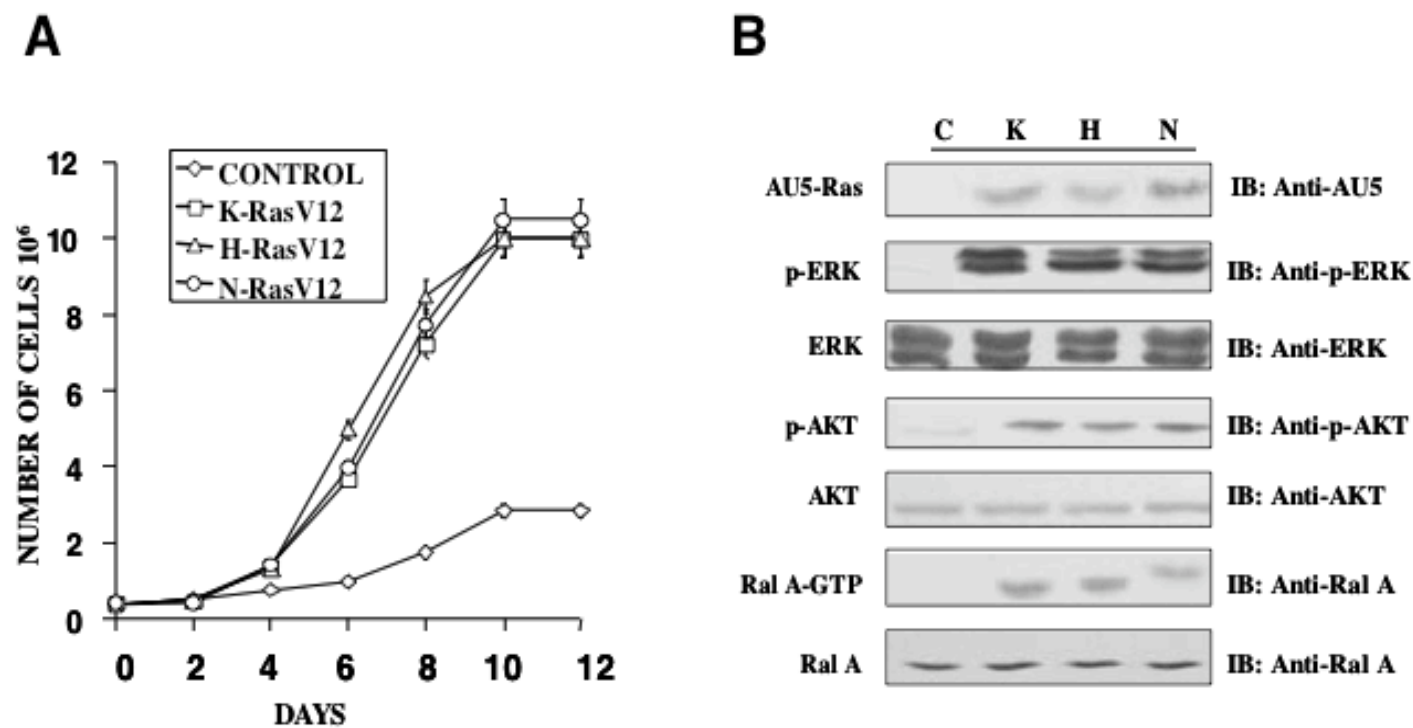 A
B
CONTROL
K-RasV12
H-RasV12
N-RasV12
NUMBER OF CELLS 10⁶
12
10
8
6
4
2
0
0 2 4 6 8 10 12
DAYS
C K H N
AU5-Ras IB: Anti-AU5
p-ERK IB: Anti-p-ERK
ERK IB: Anti-ERK
p-AKT IB: Anti-p-AKT
AKT IB: Anti-AKT
Ral A-GTP IB: Anti-Ral A
Ral A IB: Anti-Ral A